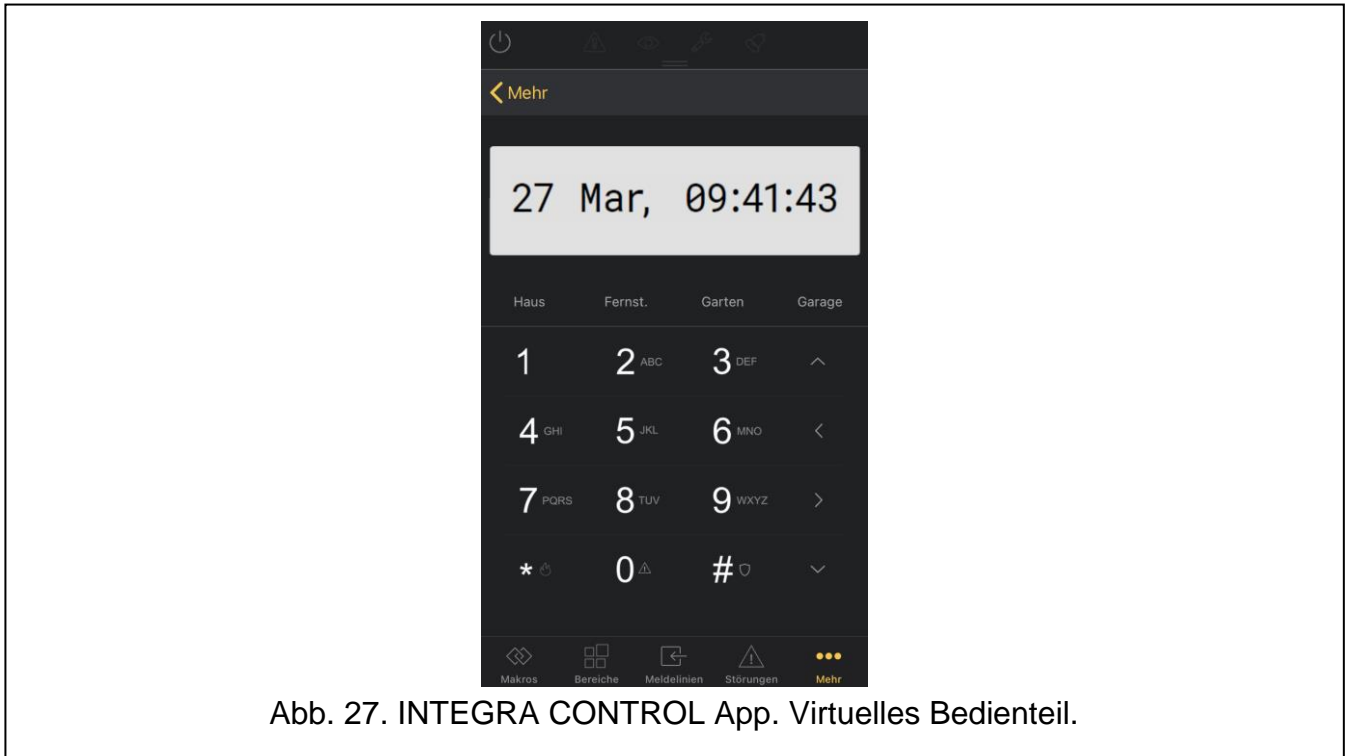 Mehr
27 Mar, 09:41:43
Haus Fernst. Garten Garage
1 2 ABC 3 DEF
4 GHI 5 JKL 6 MNO
7 PQRS 8 TUV 9 WXYZ
* 0 #
Makros Bereiche Meldelinien Störungen Mehr
Abb. 27. INTEGRA CONTROL App. Virtuelles Bedienteil.